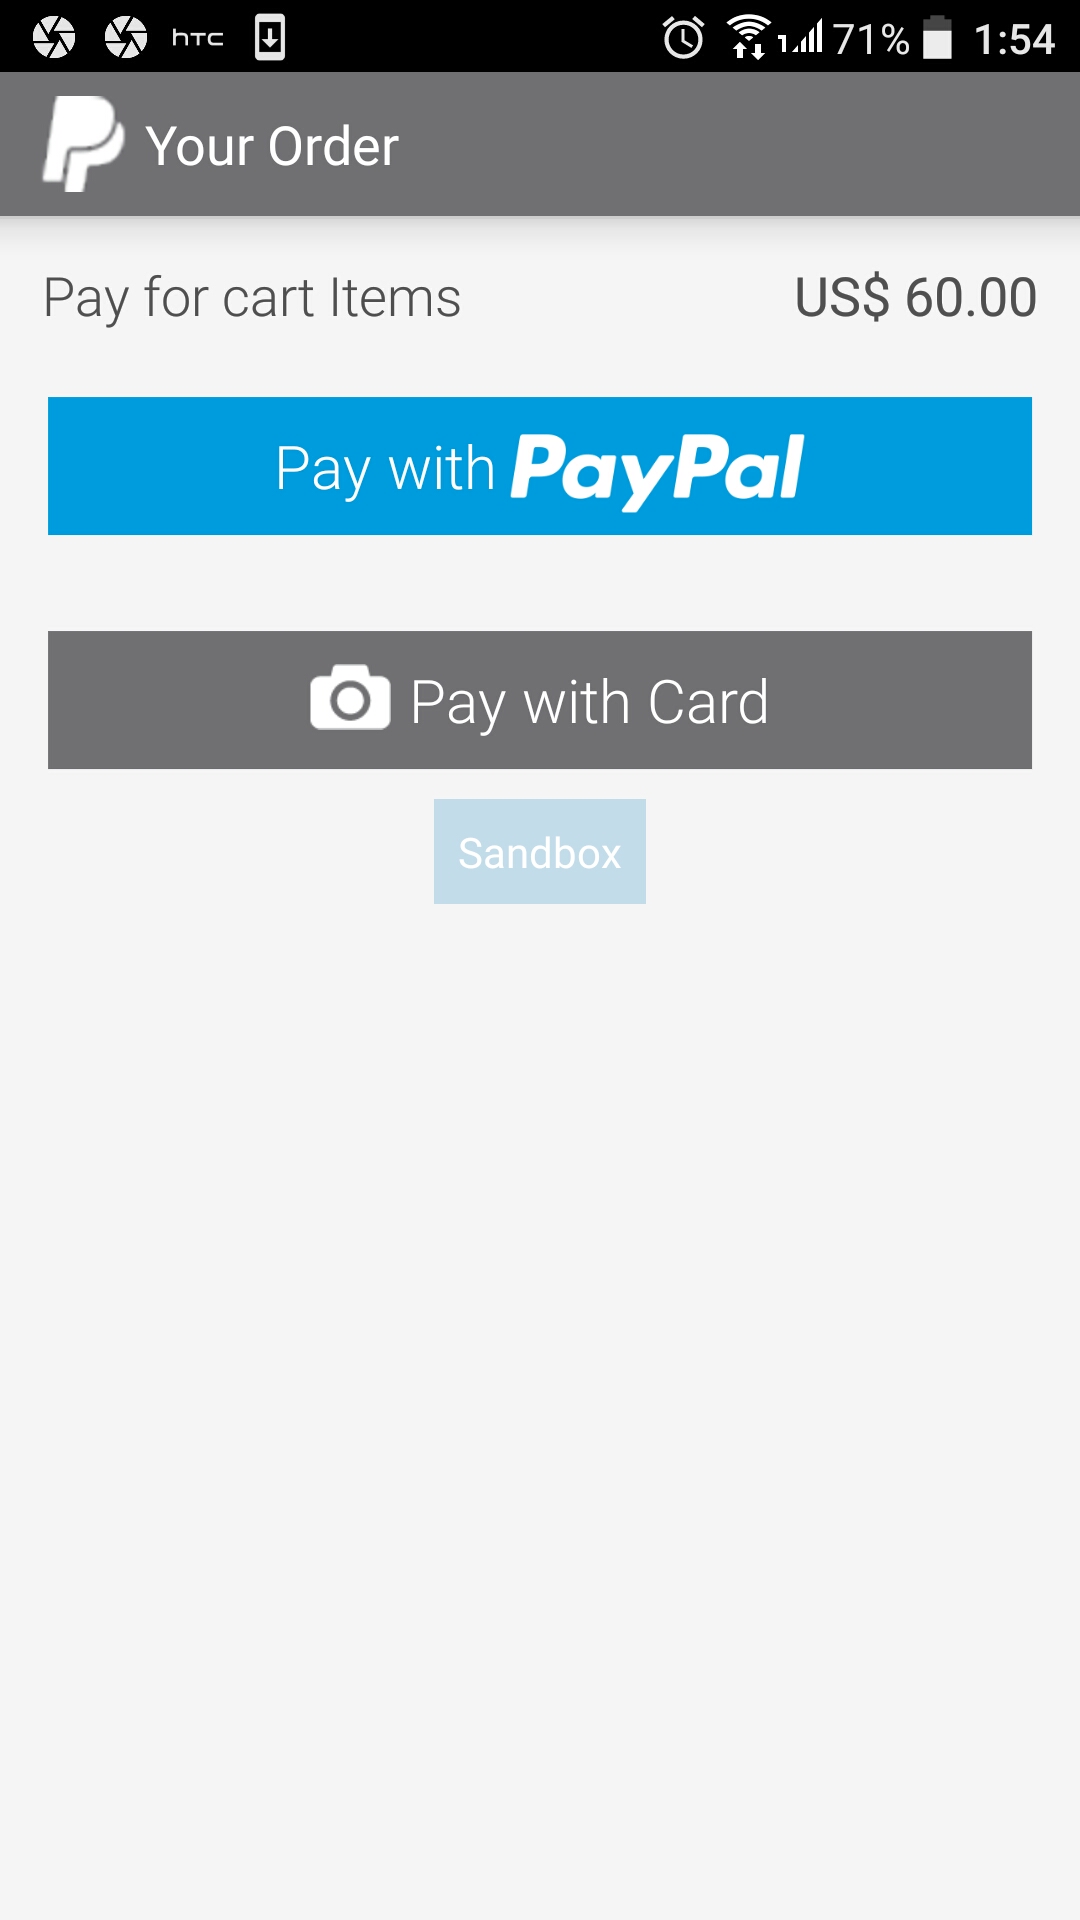 hTC 71% 1:54
Your Order
Pay for cart Items US$ 60.00
Pay with PayPal
Pay with Card
Sandbox